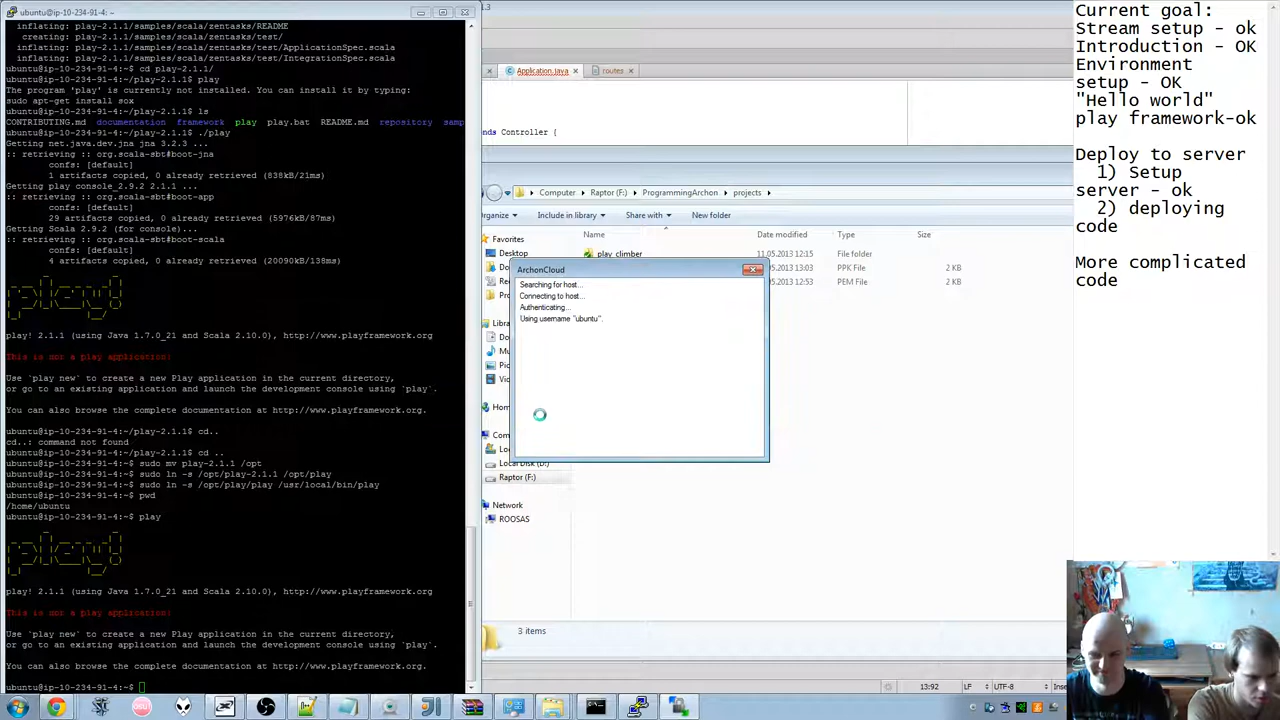 ubuntu@ip-10-234-91-4: ~
inflating: play-2.1.1/samples/scala/zentasks/README
creating: play-2.1.1/samples/scala/zentasks/test/
inflating: play-2.1.1/samples/scala/zentasks/test/ApplicationSpec.scala
inflating: play-2.1.1/samples/scala/zentasks/test/IntegrationSpec.scala
ubuntu@ip-10-234-91-4:~$ cd play-2.1.1/
ubuntu@ip-10-234-91-4:~/play-2.1.1$ play
The program 'play' is currently not installed. You can install it by typing:
sudo apt-get install sox
ubuntu@ip-10-234-91-4:~/play-2.1.1$ ls
CONTRIBUTING.md documentation framework play play.bat README.md repository samp
ubuntu@ip-10-234-91-4:~/play-2.1.1$ ./play
Getting net.java.dev.jna jna 3.2.3 ...
:: retrieving :: org.scala-sbt#boot-jna
confs: [default]
1 artifacts copied, 0 already retrieved (838kB/21ms)
Getting play console_2.9.2 2.1.1 ...
:: retrieving :: org.scala-sbt#boot-app
confs: [default]
29 artifacts copied, 0 already retrieved (5976kB/87ms)
Getting Scala 2.9.2 (for console)...
:: retrieving :: org.scala-sbt#boot-scala
confs: [default]
4 artifacts copied, 0 already retrieved (20090kB/138ms)
play!
play! 2.1.1 (using Java 1.7.0_21 and Scala 2.10.0), http://www.playframework.org
This is not a play application!
Use `play new` to create a new Play application in the current directory,
or go to an existing application and launch the development console using `play`.
You can also browse the complete documentation at http://www.playframework.org.
ubuntu@ip-10-234-91-4:~/play-2.1.1$ cd..
cd..: command not found
ubuntu@ip-10-234-91-4:~/play-2.1.1$ cd ..
ubuntu@ip-10-234-91-4:~$ sudo mv play-2.1.1 /opt
ubuntu@ip-10-234-91-4:~$ sudo ln -s /opt/play-2.1.1 /opt/play
ubuntu@ip-10-234-91-4:~$ sudo ln -s /opt/play/play /usr/local/bin/play
ubuntu@ip-10-234-91-4:~$ pwd
/home/ubuntu
ubuntu@ip-10-234-91-4:~$ play
play!
play! 2.1.1 (using Java 1.7.0_21 and Scala 2.10.0), http://www.playframework.org
This is not a play application!
Use `play new` to create a new Play application in the current directory,
or go to an existing application and launch the development console using `play`.
You can also browse the complete documentation at http://www.playframework.org.
ubuntu@ip-10-234-91-4:~$
1.3
Application.java
routes
nds Controller {
Computer Raptor (F:) ProgrammingArchon projects
Organize Include in library Share with New folder
Name Date modified Type Size
Favorites
Desktop
play_climber 11.05.2013 12:15 File folder
.05.2013 13:03 PPK File 2 KB
.05.2013 13:03 PEM File 2 KB
ArchonCloud
Searching for host...
Connecting to host...
Authenticating...
Using username "ubuntu".
Local Disk (D:)
Raptor (F:)
Network
ROOSAS
3 items
13:92
Inse
Current goal:
Stream setup - ok
Introduction - OK
Environment
setup - OK
"Hello world"
play framework-ok
Deploy to server
1) Setup
server - ok
2) deploying
code
More complicated
code